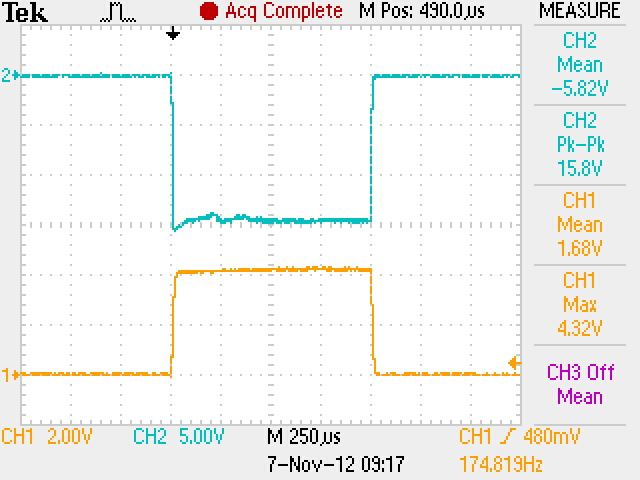 Tek Acq Complete M Pos: 490.0µs MEASURE
CH2
Mean
-5.82V
CH2
Pk-Pk
15.8V
CH1
Mean
1.68V
CH1
Max
4.32V
CH3 Off
Mean
2
1
CH1 2.00V CH2 5.00V M 250µs CH1 480mV
7-Nov-12 09:17 174.819Hz